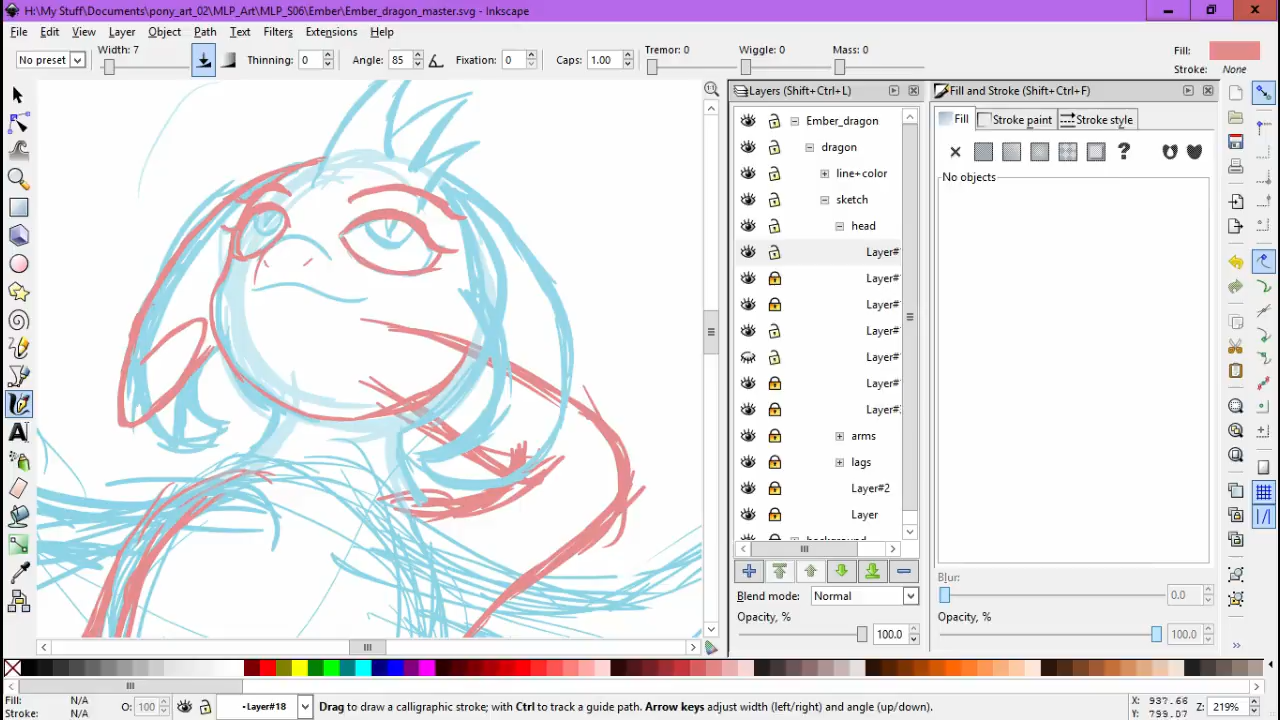 H:\My Stuff\Documents\pony_art_02\MLP_Art\MLP_S06\Ember\Ember_dragon_master.svg - Inkscape
File Edit View Layer Object Path Text Filters Extensions Help
No preset Width: 7 Thinning: 0 Angle: 85 Fixation: 0 Caps: 1.00 Tremor: 0 Wiggle: 0 Mass: 0 Fill:
Stroke: None
Layers (Shift+Ctrl+L)
Ember_dragon
dragon
line+color
sketch
head
Layer#
Layer#
Layer#
Layer#
Layer#
Layer#
Layer#
arms
lags
Layer#2
Layer
Blend mode: Normal
Opacity, %
100.0
Fill and Stroke (Shift+Ctrl+F)
Fill Stroke paint Stroke style
No objects
Blur:
0.0
Opacity, %
100.0
Fill: N/A
Stroke: N/A
O: 100
Layer#18
Drag to draw a calligraphic stroke; with Ctrl to track a guide path. Arrow keys adjust width (left/right) and angle (up/down).
X: 937.66
Y: 799.07
Z: 219%